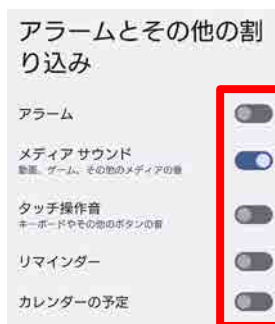 アラームとその他の割
り込み
アラーム
メディア サウンド
動画、ゲーム、その他のメディアの音
タッチ操作音
キーボードやその他のボタンの音
リマインダー
カレンダーの予定